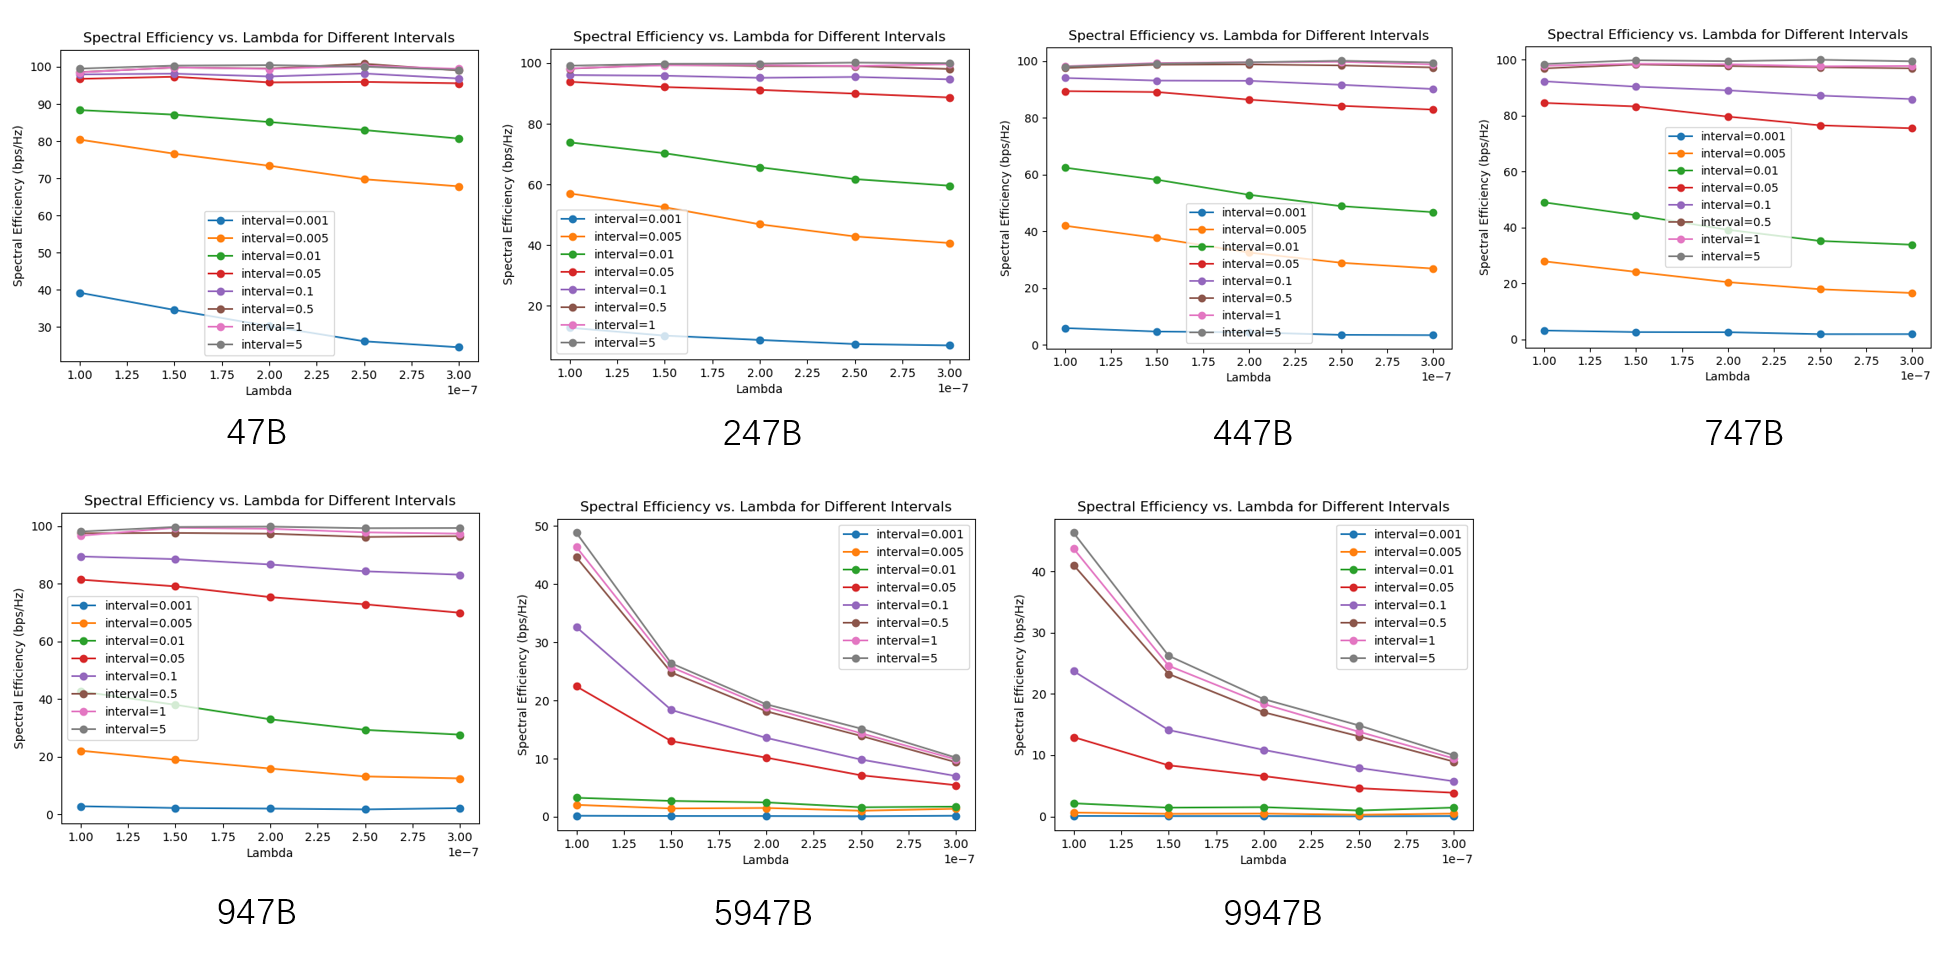 Spectral Efficiency vs. Lambda for Different Intervals
Spectral Efficiency (bps/Hz)
100
90
80
70
60
50
40
30
interval=0.001
interval=0.005
interval=0.01
interval=0.05
interval=0.1
interval=0.5
interval=1
interval=5
1.00 1.25 1.50 1.75 2.00 2.25 2.50 2.75 3.00
Lambda
1e−7
47B
Spectral Efficiency vs. Lambda for Different Intervals
Spectral Efficiency (bps/Hz)
100
80
60
40
20
interval=0.001
interval=0.005
interval=0.01
interval=0.05
interval=0.1
interval=0.5
interval=1
interval=5
1.00 1.25 1.50 1.75 2.00 2.25 2.50 2.75 3.00
Lambda
1e−7
247B
Spectral Efficiency vs. Lambda for Different Intervals
Spectral Efficiency (bps/Hz)
100
80
60
40
20
0
interval=0.001
interval=0.005
interval=0.01
interval=0.05
interval=0.1
interval=0.5
interval=1
interval=5
1.00 1.25 1.50 1.75 2.00 2.25 2.50 2.75 3.00
Lambda
1e−7
447B
Spectral Efficiency vs. Lambda for Different Intervals
Spectral Efficiency (bps/Hz)
100
80
60
40
20
0
interval=0.001
interval=0.005
interval=0.01
interval=0.05
interval=0.1
interval=0.5
interval=1
interval=5
1.00 1.25 1.50 1.75 2.00 2.25 2.50 2.75 3.00
Lambda
1e−7
747B
Spectral Efficiency vs. Lambda for Different Intervals
Spectral Efficiency (bps/Hz)
100
80
60
40
20
0
interval=0.001
interval=0.005
interval=0.01
interval=0.05
interval=0.1
interval=0.5
interval=1
interval=5
1.00 1.25 1.50 1.75 2.00 2.25 2.50 2.75 3.00
Lambda
1e−7
947B
Spectral Efficiency vs. Lambda for Different Intervals
Spectral Efficiency (bps/Hz)
50
40
30
20
10
0
interval=0.001
interval=0.005
interval=0.01
interval=0.05
interval=0.1
interval=0.5
interval=1
interval=5
1.00 1.25 1.50 1.75 2.00 2.25 2.50 2.75 3.00
Lambda
1e−7
5947B
Spectral Efficiency vs. Lambda for Different Intervals
Spectral Efficiency (bps/Hz)
40
30
20
10
0
interval=0.001
interval=0.005
interval=0.01
interval=0.05
interval=0.1
interval=0.5
interval=1
interval=5
1.00 1.25 1.50 1.75 2.00 2.25 2.50 2.75 3.00
Lambda
1e−7
9947B